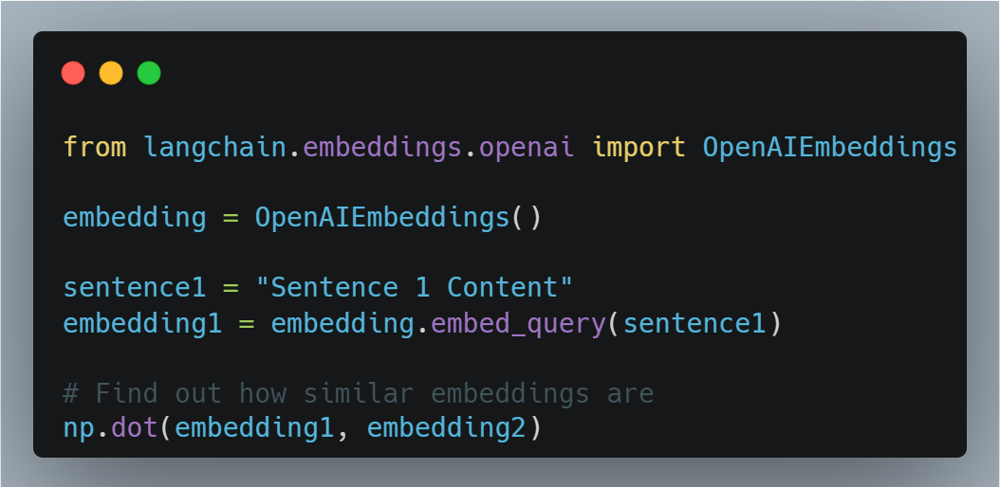 from langchain.embeddings.openai import OpenAIEmbeddings
embedding = OpenAIEmbeddings()
sentence1 = "Sentence 1 Content"
embedding1 = embedding.embed_query(sentence1)
# Find out how similar embeddings are
np.dot(embedding1, embedding2)